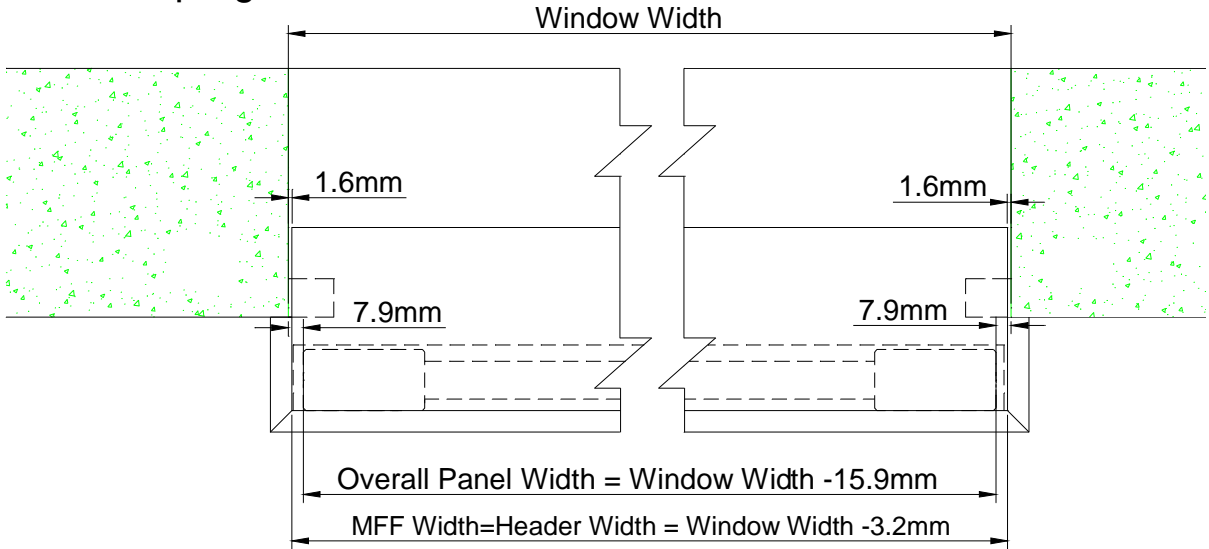 Window Width
1.6mm
1.6mm
7.9mm
7.9mm
Overall Panel Width = Window Width -15.9mm
MFF Width=Header Width = Window Width -3.2mm